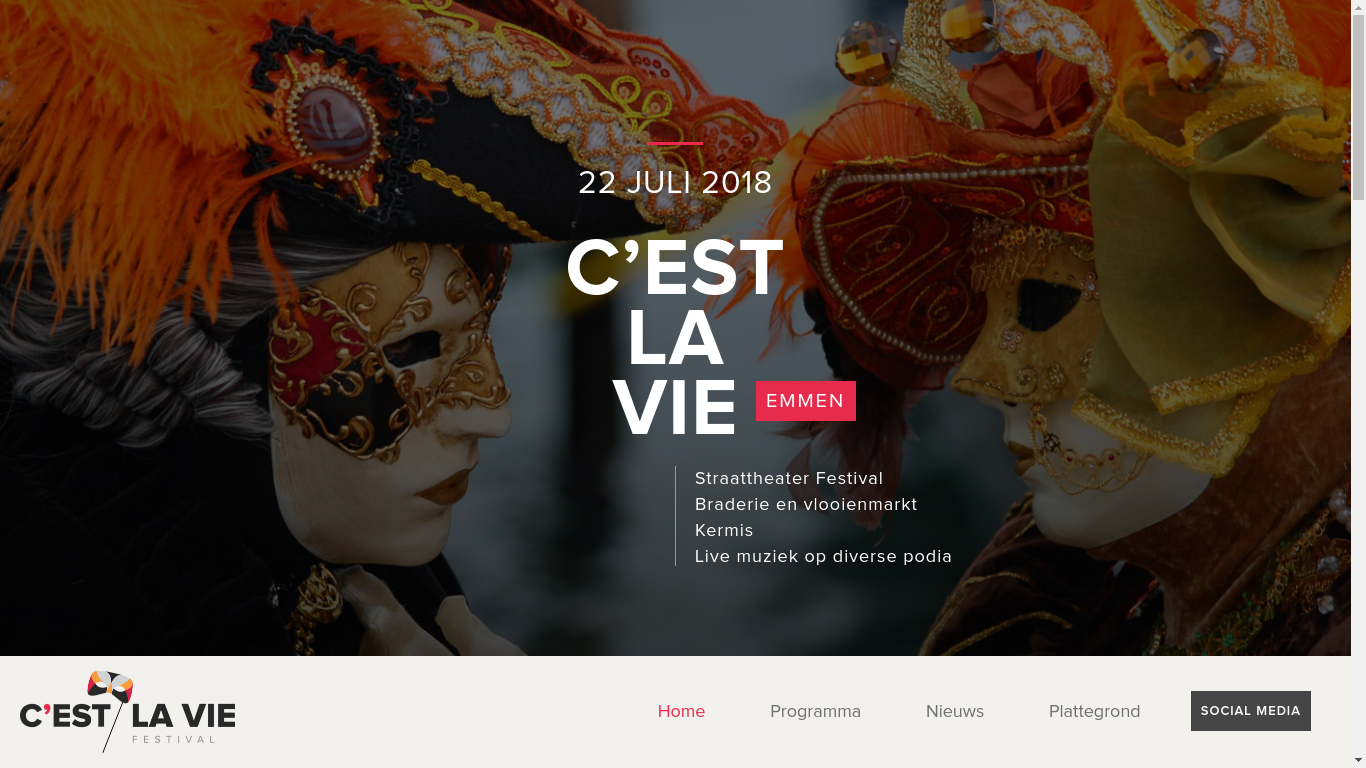 22 JULI 2018
C’EST
LA
VIE
EMMEN
Straattheater Festival
Braderie en vlooienmarkt
Kermis
Live muziek op diverse podia
C’EST LA VIE
FESTIVAL
Home
Programma
Nieuws
Plattegrond
SOCIAL MEDIA